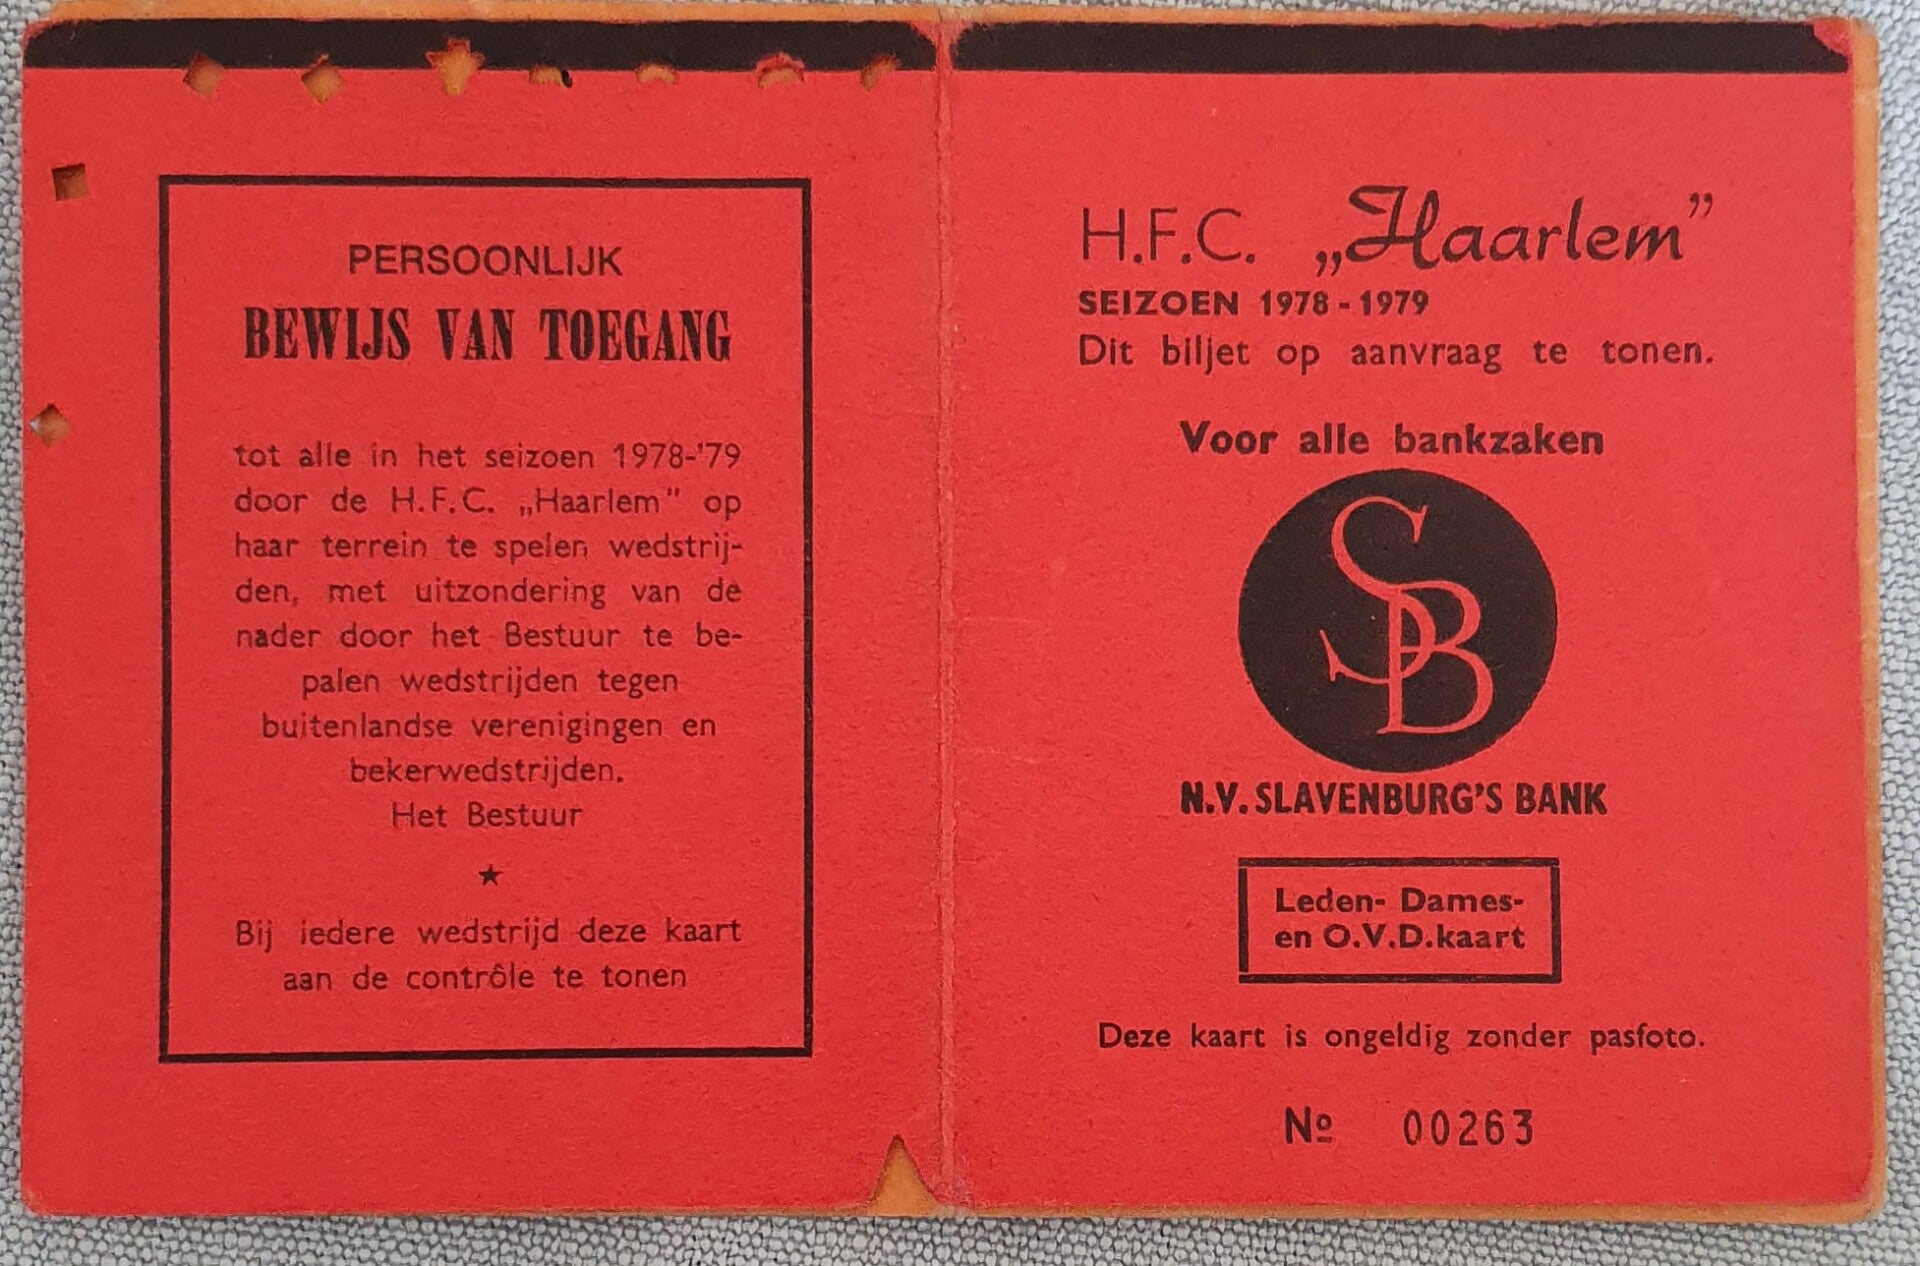 PERSOONLIJK
BEWIJS VAN TOEGANG
tot alle in het seizoen 1978-'79
door de H.F.C. „Haarlem" op
haar terrein te spelen wedstrij-
den, met uitzondering van de
nader door het Bestuur te be-
palen wedstrijden tegen
buitenlandse verenigingen en
bekerwedstrijden.
Het Bestuur
★
Bij iedere wedstrijd deze kaart
aan de contrôle te tonen
H.F.C. „Haarlem”
SEIZOEN 1978 - 1979
Dit biljet op aanvraag te tonen.
Voor alle bankzaken
SB
N.V. SLAVENBURG'S BANK
Leden- Dames-
en O.V.D.kaart
Deze kaart is ongeldig zonder pasfoto.
Nº 00263